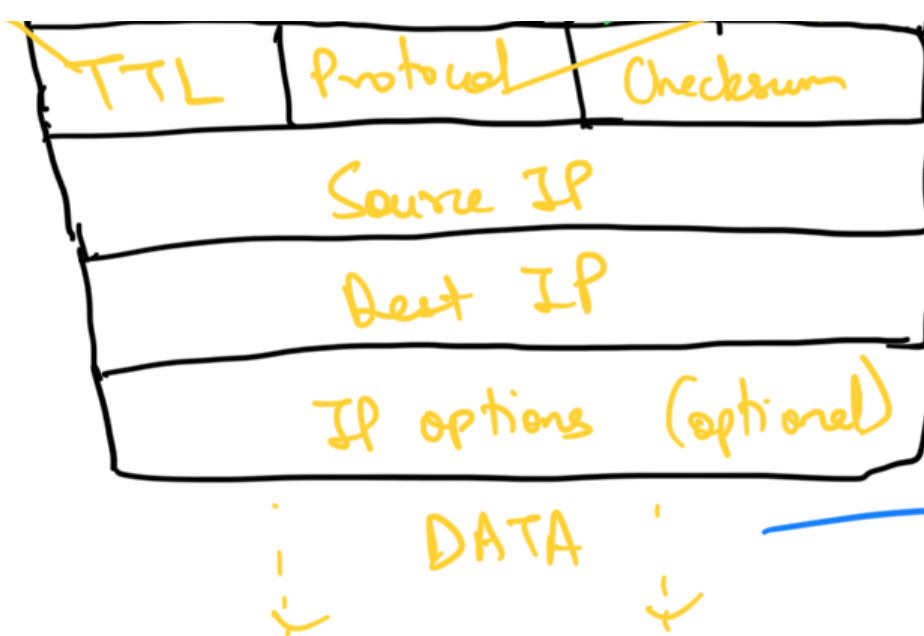 TTL Protocol Checksum
Source IP
Dest IP
IP options (optional)
DATA